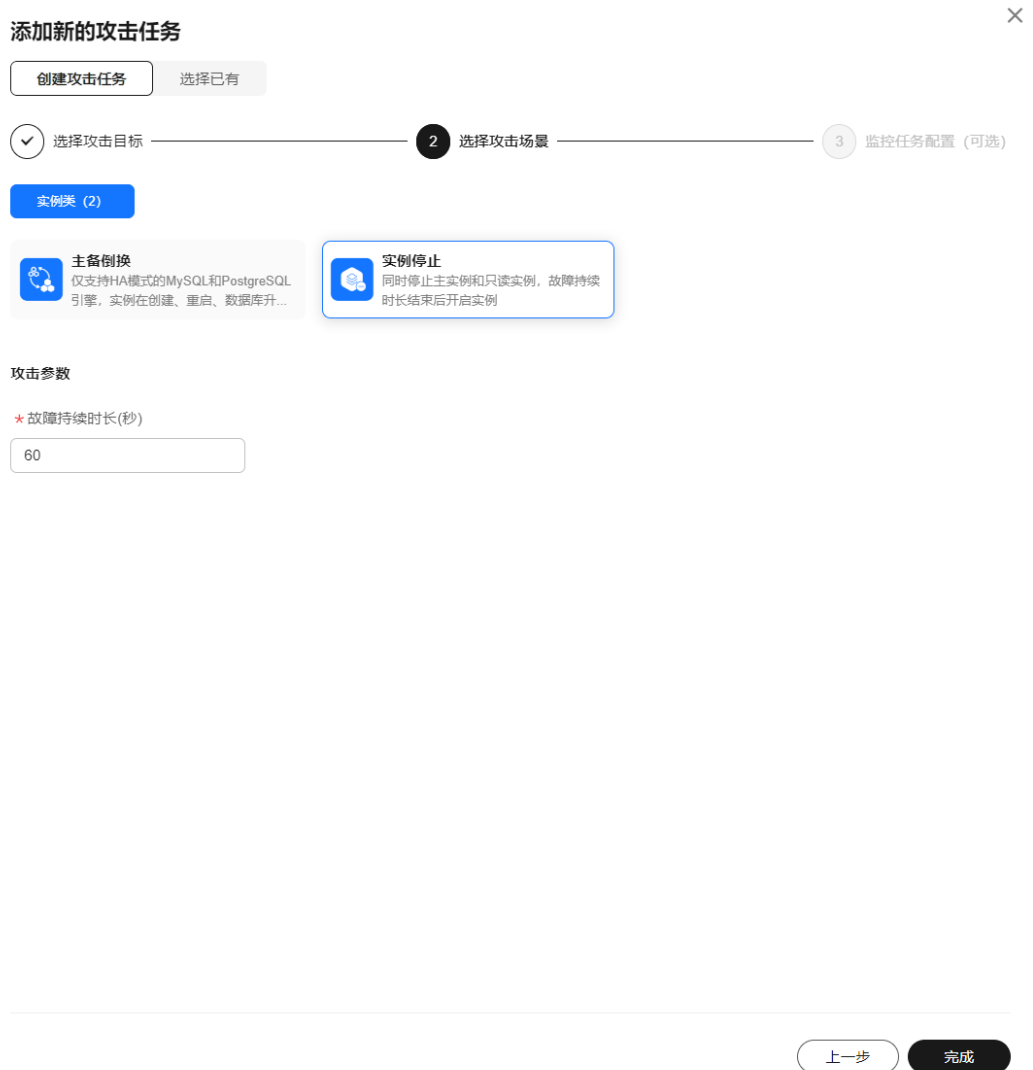 添加新的攻击任务
创建攻击任务 选择已有
选择攻击目标 2 选择攻击场景 3 监控任务配置 (可选)
实例类 (2)
主备倒换
仅支持HA模式的MySQL和PostgreSQL
引擎，实例在创建、重启、数据库升...
实例停止
同时停止主实例和只读实例，故障持续
时长结束后开启实例
攻击参数
* 故障持续时长(秒)
60
上一步 完成